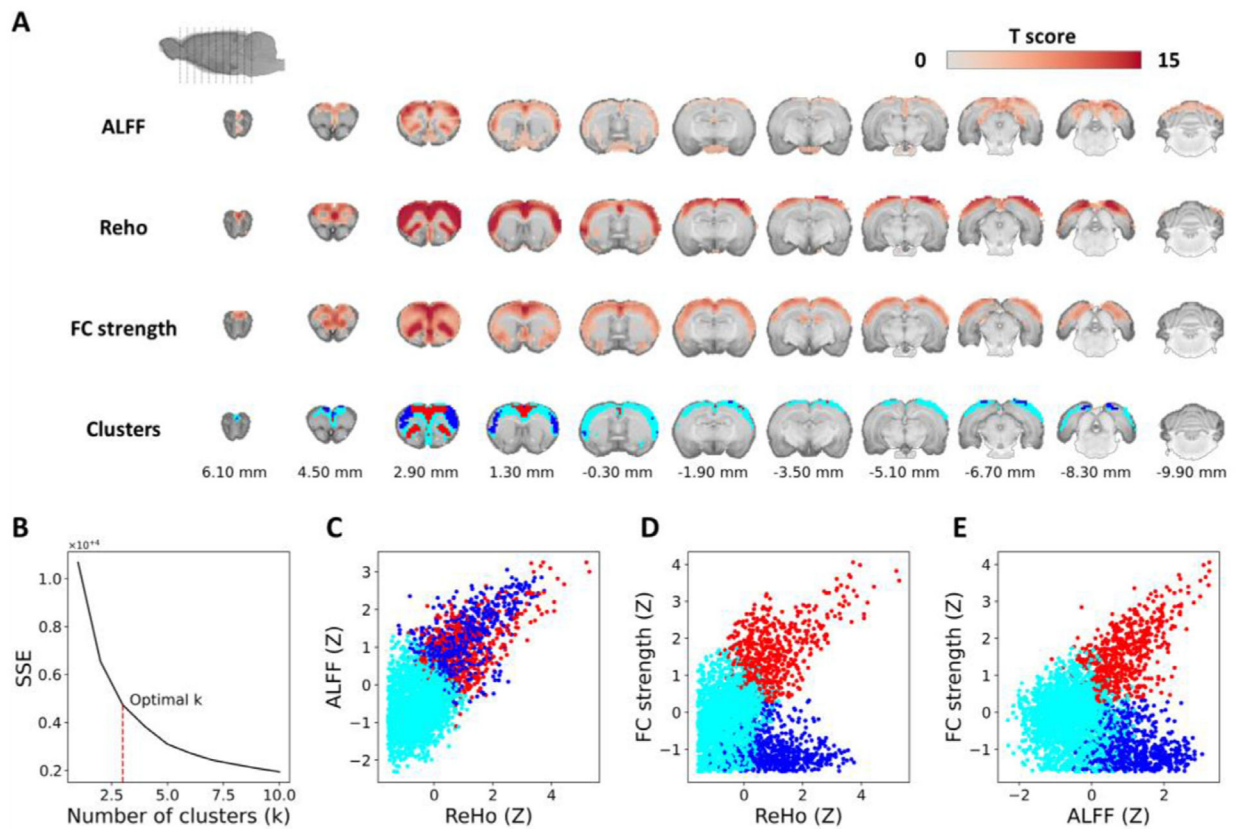 A
T score
0 15
ALFF
Reho
FC strength
Clusters
6.10 mm 4.50 mm 2.90 mm 1.30 mm -0.30 mm -1.90 mm -3.50 mm -5.10 mm -6.70 mm -8.30 mm -9.90 mm
B
×10⁺⁴
1.0
0.8
0.6
0.4
0.2
SSE
Optimal k
2.5 5.0 7.5 10.0
Number of clusters (k)
C
ALFF (Z)
3
2
1
0
−1
−2
0 2 4
ReHo (Z)
D
FC strength (Z)
4
3
2
1
0
−1
0 2 4
ReHo (Z)
E
FC strength (Z)
4
3
2
1
0
−1
−2 0 2
ALFF (Z)